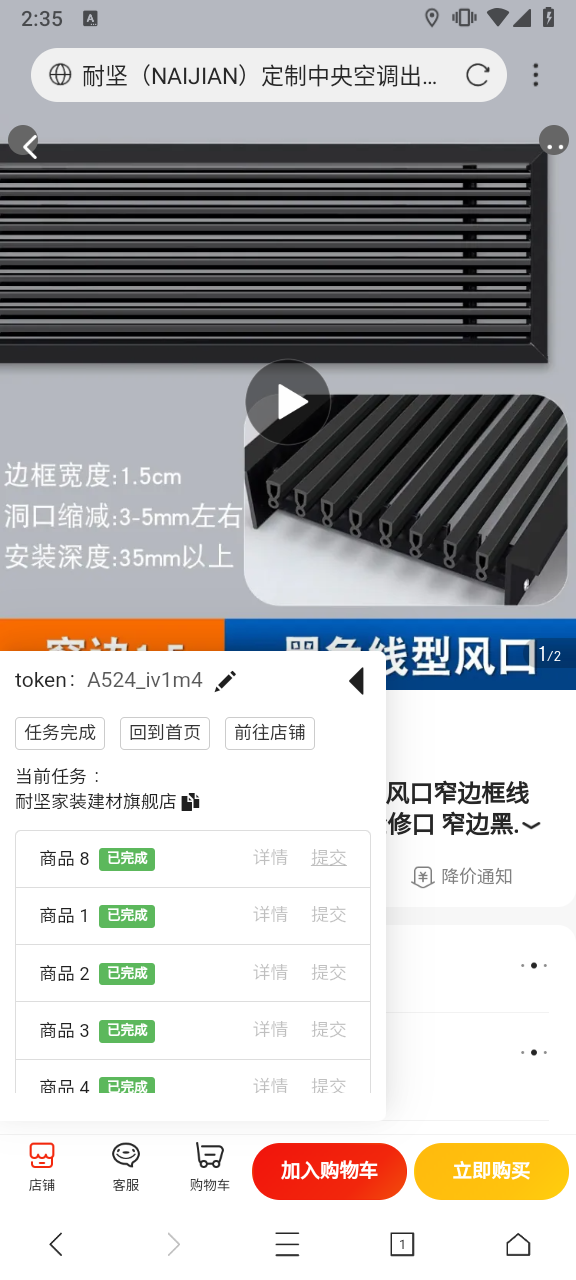 2:35
A
耐坚（NAIJIAN）定制中央空调出...
边框宽度:1.5cm
洞口缩减:3-5mm左右
安装深度:35mm以上
黑色线型风口
1/2
token: A524_iv1m4
任务完成 回到首页 前往店铺
当前任务：
耐坚家装建材旗舰店
风口窄边框线
修口 窄边黑.
降价通知
商品 8 已完成 详情 提交
商品 1 已完成 详情 提交
商品 2 已完成 详情 提交
商品 3 已完成 详情 提交
商品 4 已完成 详情 提交
店铺 客服 购物车 加入购物车 立即购买
1